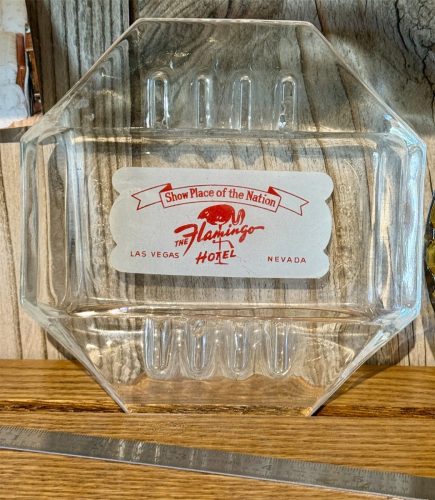 Show Place of the Nation
THE Flamingo
HOTEL
LAS VEGAS NEVADA